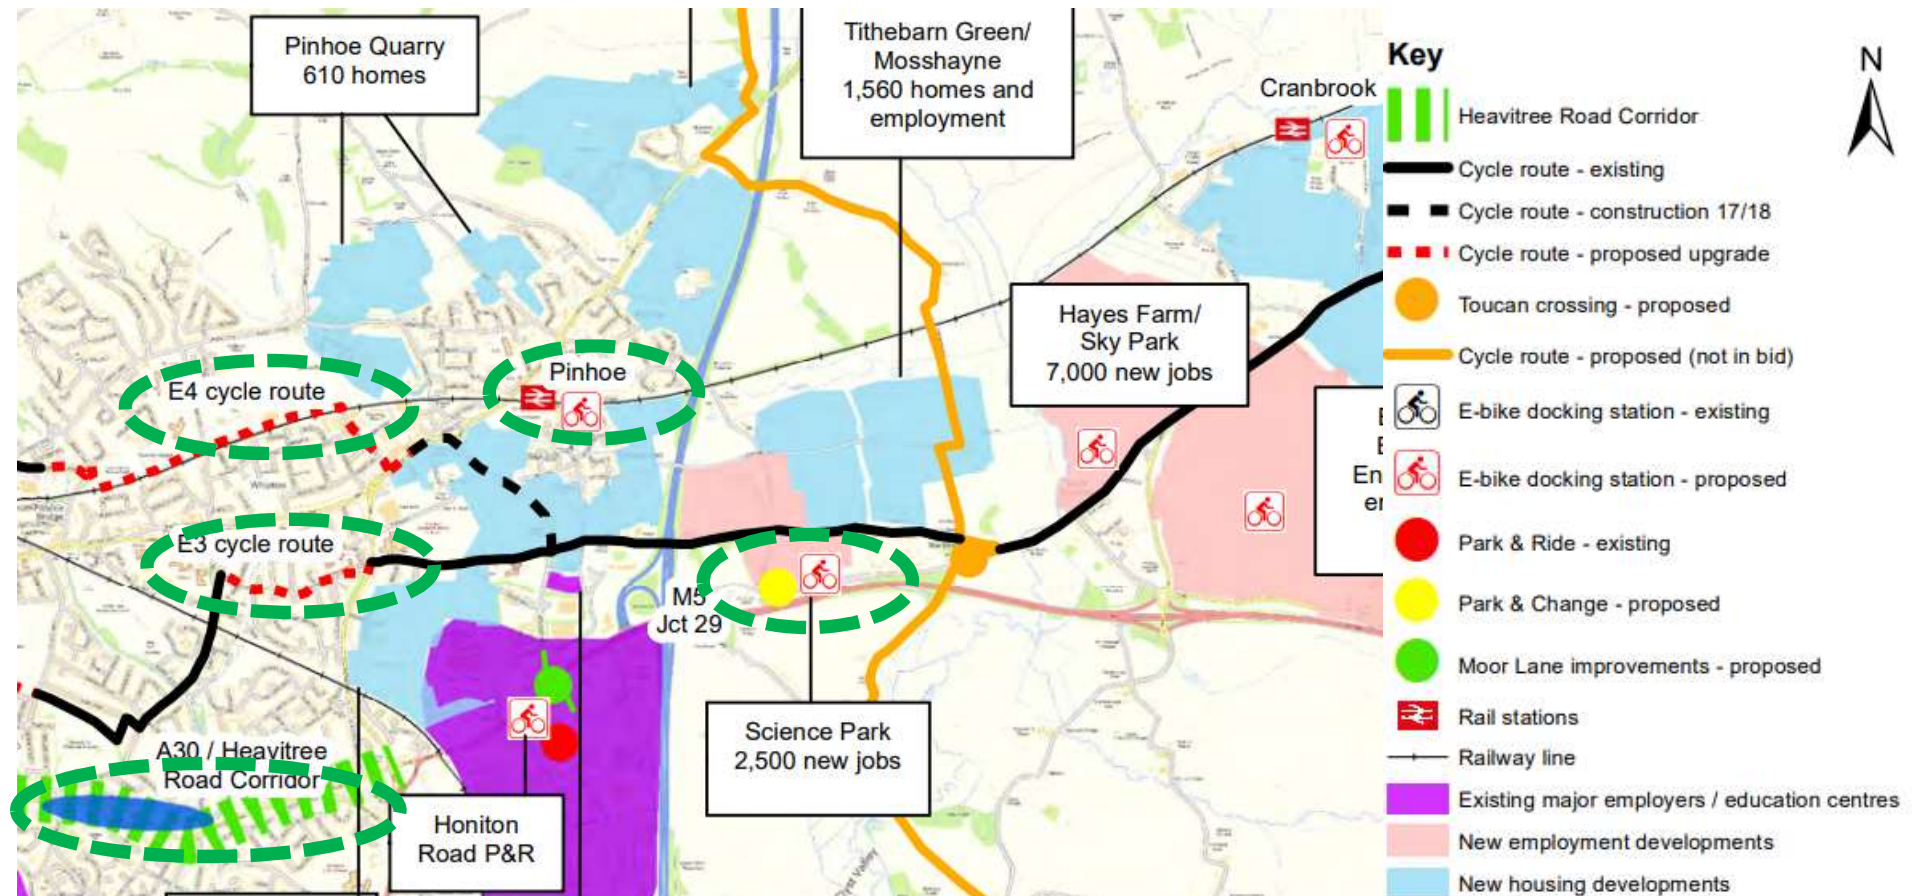 Pinhoe Quarry
610 homes
Tithebarn Green/
Mosshayne
1,560 homes and
employment
Cranbrook
Hayes Farm/
Sky Park
7,000 new jobs
E4 cycle route
Pinhoe
E3 cycle route
M5
Jct 29
Science Park
2,500 new jobs
A30 / Heavitree
Road Corridor
Honiton
Road P&R
Clyst Valley
Whipton
E
E
En
er
Key
N
Heavitree Road Corridor
Cycle route - existing
Cycle route - construction 17/18
Cycle route - proposed upgrade
Toucan crossing - proposed
Cycle route - proposed (not in bid)
E-bike docking station - existing
E-bike docking station - proposed
Park & Ride - existing
Park & Change - proposed
Moor Lane improvements - proposed
Rail stations
Railway line
Existing major employers / education centres
New employment developments
New housing developments